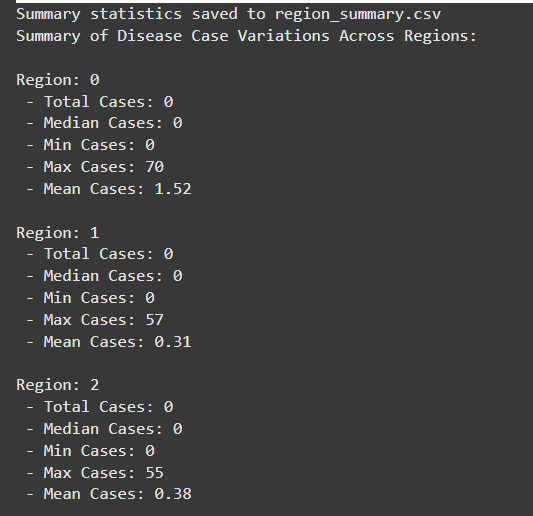 Summary statistics saved to region_summary.csv
Summary of Disease Case Variations Across Regions:
Region: 0
- Total Cases: 0
- Median Cases: 0
- Min Cases: 0
- Max Cases: 70
- Mean Cases: 1.52
Region: 1
- Total Cases: 0
- Median Cases: 0
- Min Cases: 0
- Max Cases: 57
- Mean Cases: 0.31
Region: 2
- Total Cases: 0
- Median Cases: 0
- Min Cases: 0
- Max Cases: 55
- Mean Cases: 0.38